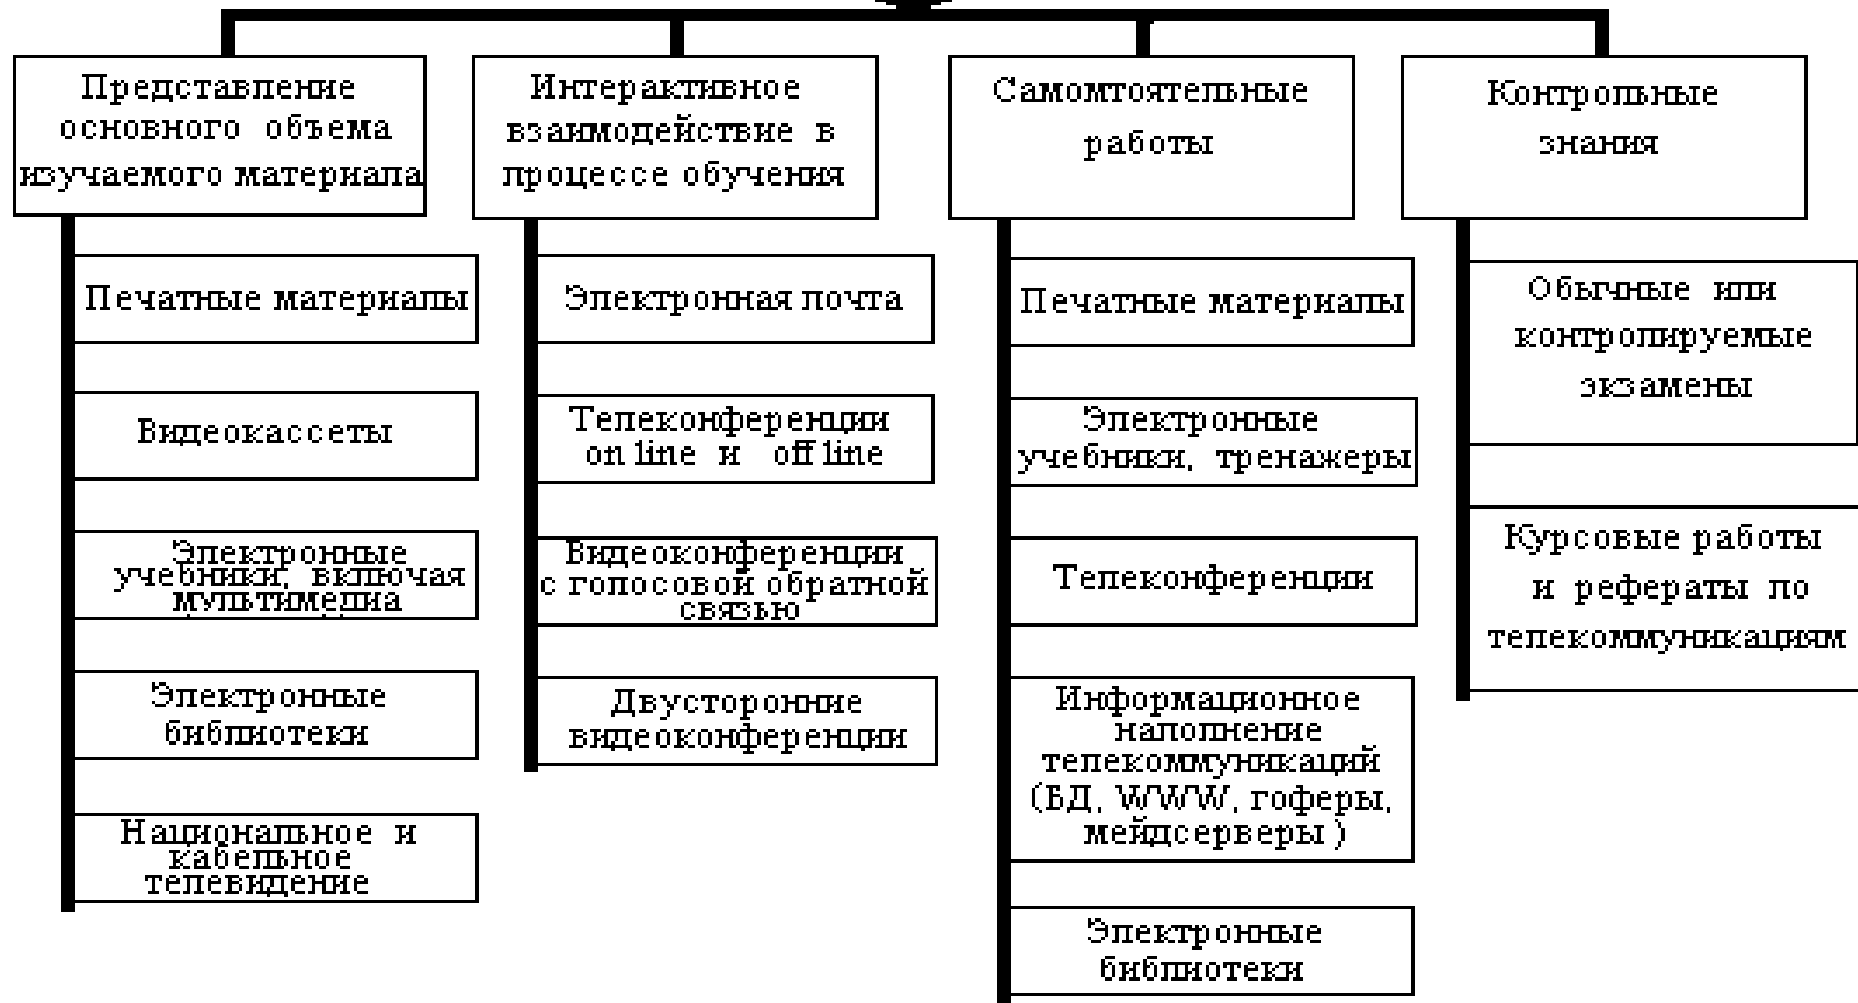 Представление
основного объема
изучаемого материала
Печатные материалы
Видеокассеты
Электронные
учебники, включая
мультимедиа
Электронные
библиотеки
Национальное и
кабельное
телевидение
Интерактивное
взаимодействие в
процессе обучения
Электронная почта
Телеконференции
on line и off line
Видеоконференции
с голосовой обратной
связью
Двусторонние
видеоконференции
Самомтоятельные
работы
Печатные материалы
Электронные
учебники, тренажеры
Телеконференции
Информационное
наполнение
телекоммуникаций
(БД, WWW, гоферы,
мейдсерверы)
Электронные
библиотеки
Контрольные
знания
Обычные или
контролируемые
экзамены
Курсовые работы
и рефераты по
телекоммуникациям